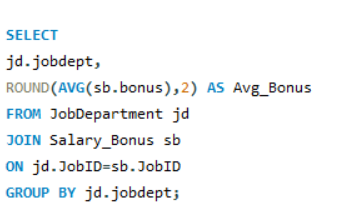 SELECT
jd.jobdept,
ROUND(AVG(sb.bonus),2) AS Avg_Bonus
FROM JobDepartment jd
JOIN Salary_Bonus sb
ON jd.JobID=sb.JobID
GROUP BY jd.jobdept;